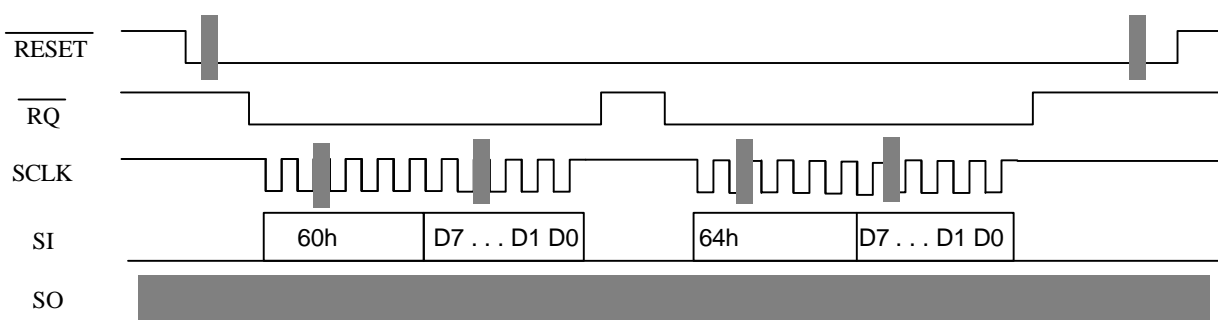 RESET
RQ
SCLK
SI 60h D7 . . . D1 D0 64h D7 . . . D1 D0
SO